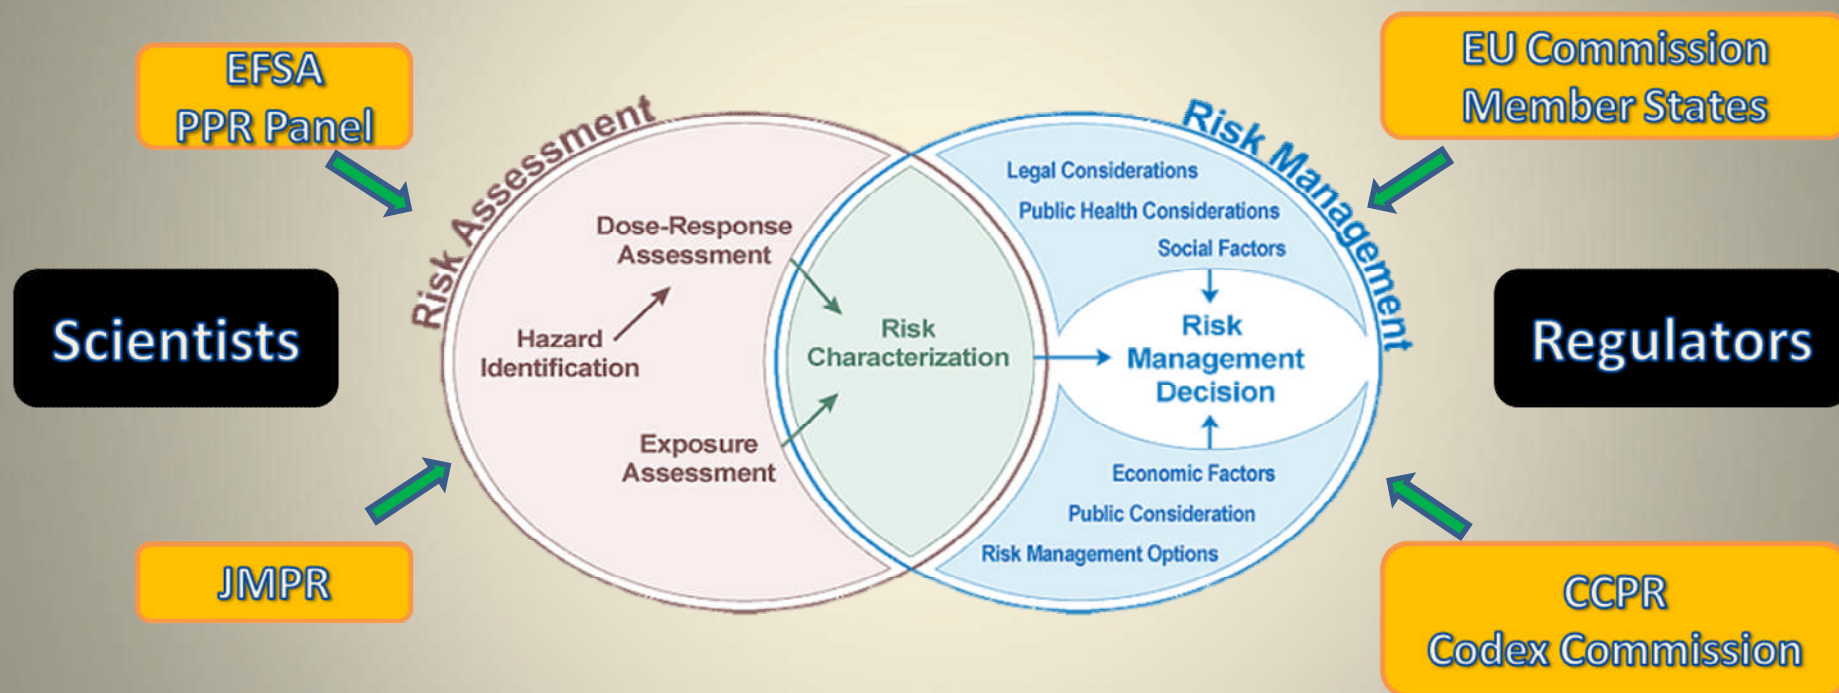 EFSA
PPR Panel
EU Commission
Member States
Risk Assessment
Risk Management
Legal Considerations
Public Health Considerations
Social Factors
Dose-Response
Assessment
Scientists
Hazard
Identification
Risk
Characterization
Risk
Management
Decision
Regulators
Exposure
Assessment
Economic Factors
Public Consideration
Risk Management Options
JMPR
CCPR
Codex Commission